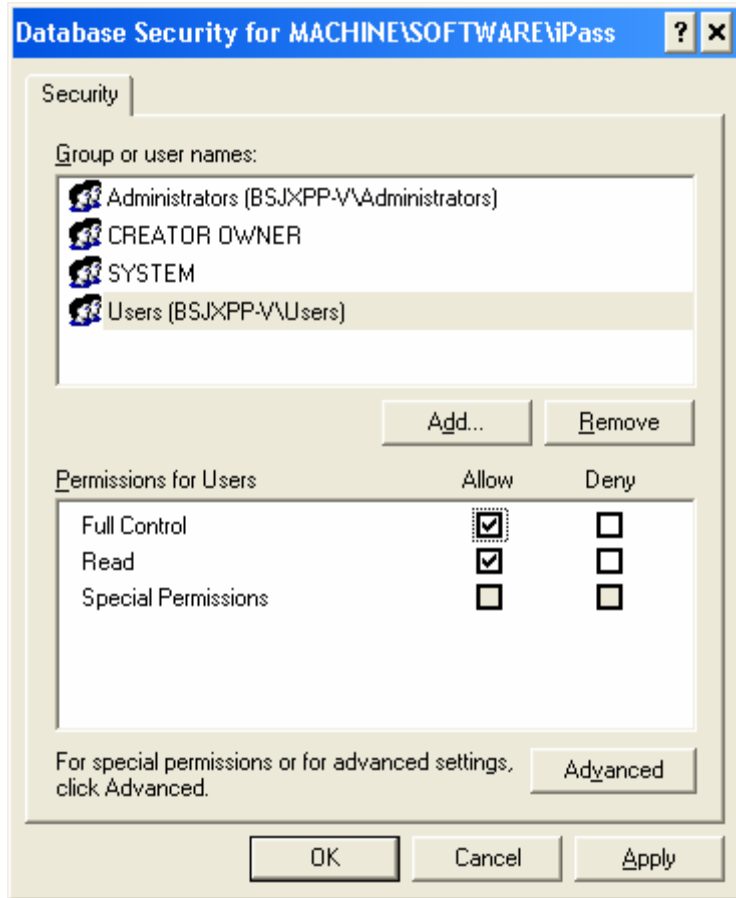 Database Security for MACHINE\SOFTWARE\iPass ? ×
Security
Group or user names:
Administrators (BSJXPP-V\Administrators)
CREATOR OWNER
SYSTEM
Users (BSJXPP-V\Users)
Add... Remove
Permissions for Users Allow Deny
Full Control
Read
Special Permissions
For special permissions or for advanced settings,
click Advanced.
Advanced
OK Cancel Apply